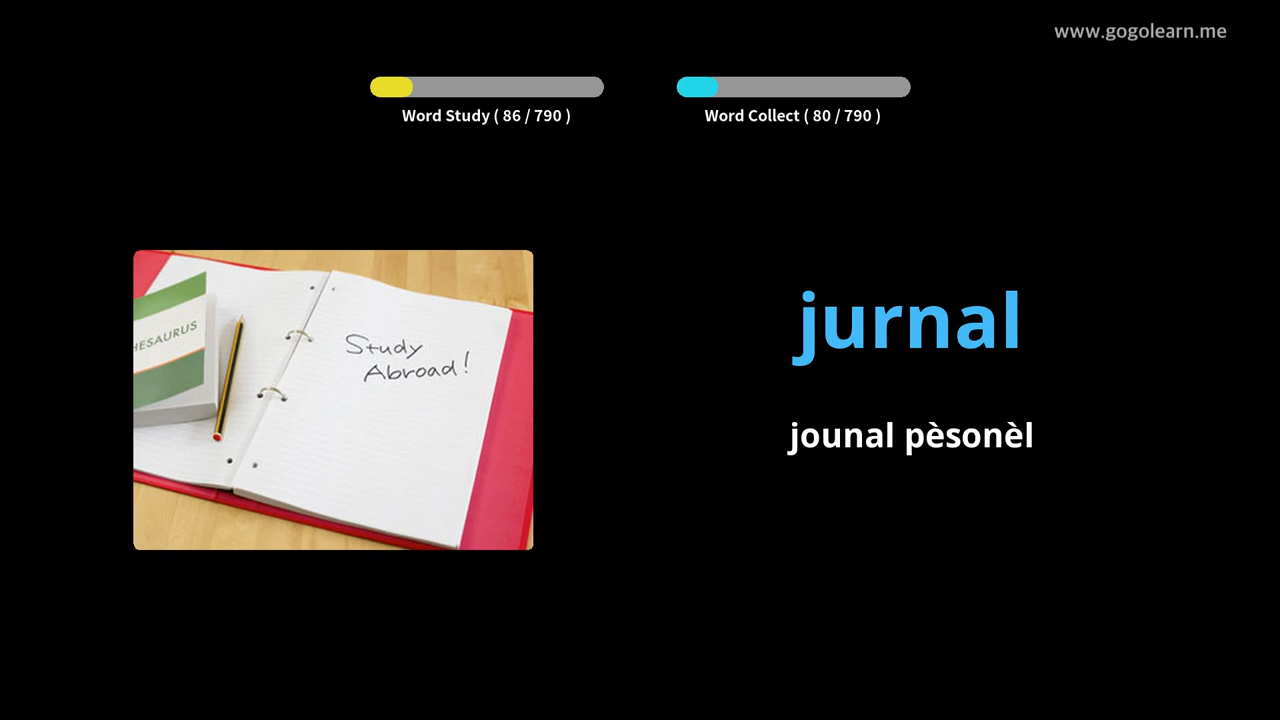 www.gogolearn.me
Word Study ( 86 / 790 )
Word Collect ( 80 / 790 )
HESAURUS
Study
Abroad!
jurnal
jounal pèsonèl